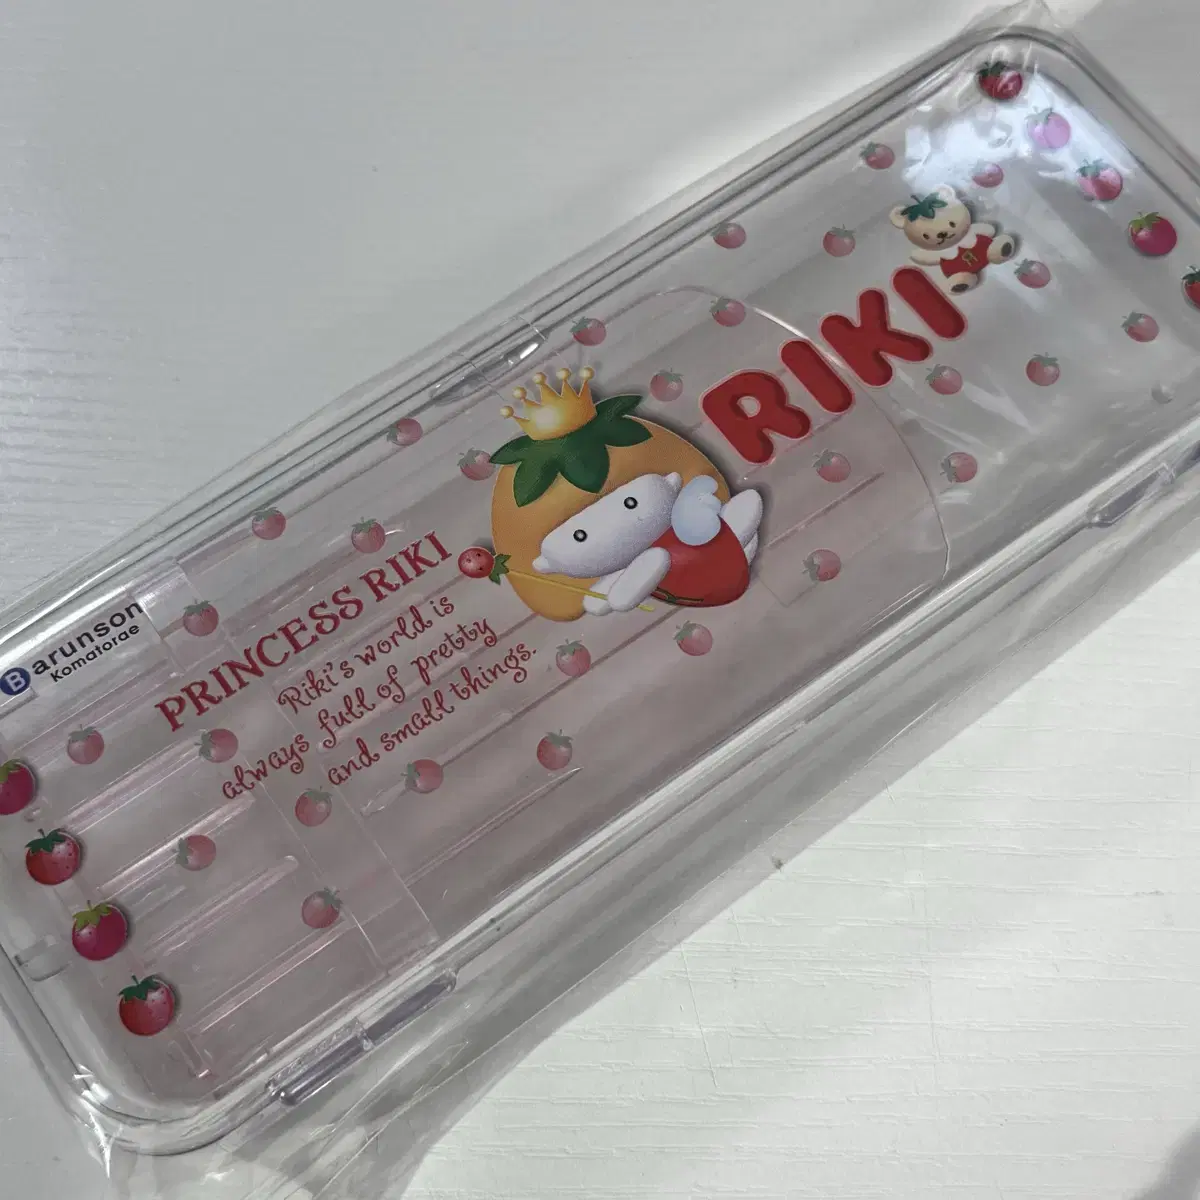 RIKI
PRINCESS RIKI
Riki's world is
always full of pretty
and small things.
Barunson
Komatorae
R